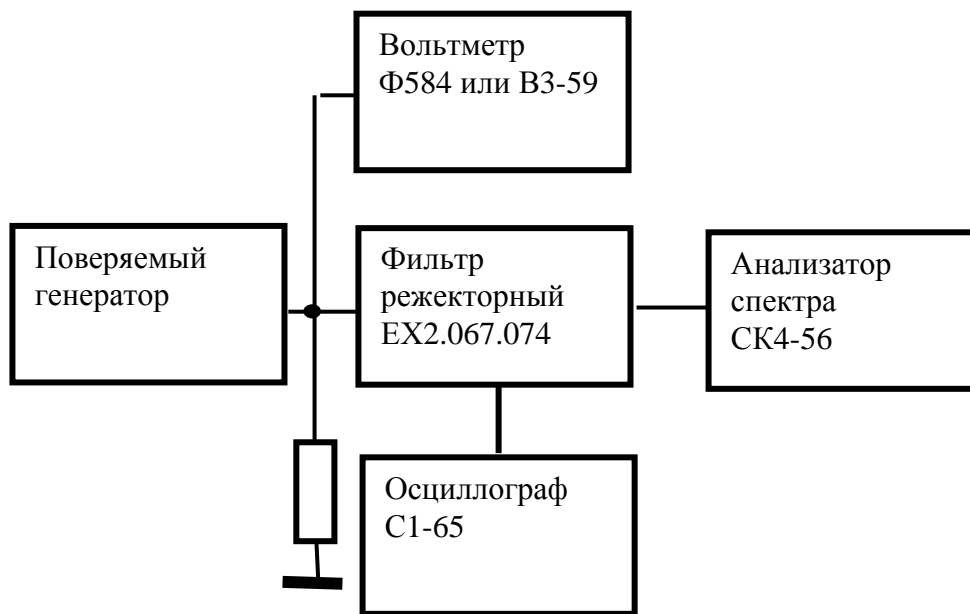 Вольтметр
Ф584 или В3-59
Поверяемый
генератор
Фильтр
режекторный
ЕХ2.067.074
Анализатор
спектра
СК4-56
Осциллограф
С1-65